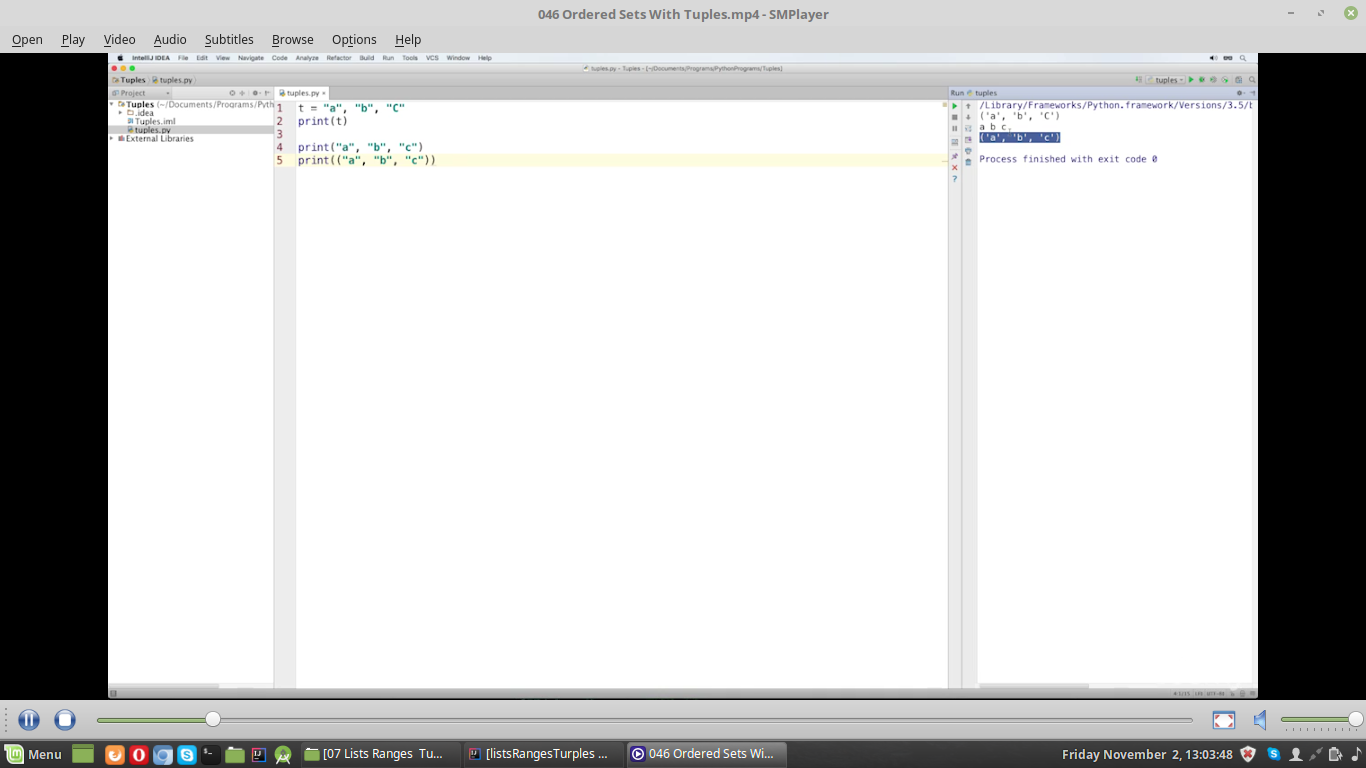 046 Ordered Sets With Tuples.mp4 - SMPlayer
Open Play Video Audio Subtitles Browse Options Help
IntelliJ IDEA File Edit View Navigate Code Analyze Refactor Build Run Tools VCS Window Help
tuples.py - Tuples - [~/Documents/Programs/PythonPrograms/Tuples]
Tuples tuples.py tuples
Project tuples.py × Run tuples
Tuples (~/Documents/Programs/Pyth
.idea
Tuples.iml
tuples.py
External Libraries
1 t = "a", "b", "C"
2 print(t)
3
4 print("a", "b", "c")
5 print(("a", "b", "c"))
/Library/Frameworks/Python.framework/Versions/3.5/b
('a', 'b', 'C')
a b c
('a', 'b', 'c')
Process finished with exit code 0
Menu [07 Lists Ranges Tu... [listsRangesTurples ... 046 Ordered Sets Wi... Friday November 2, 13:03:48